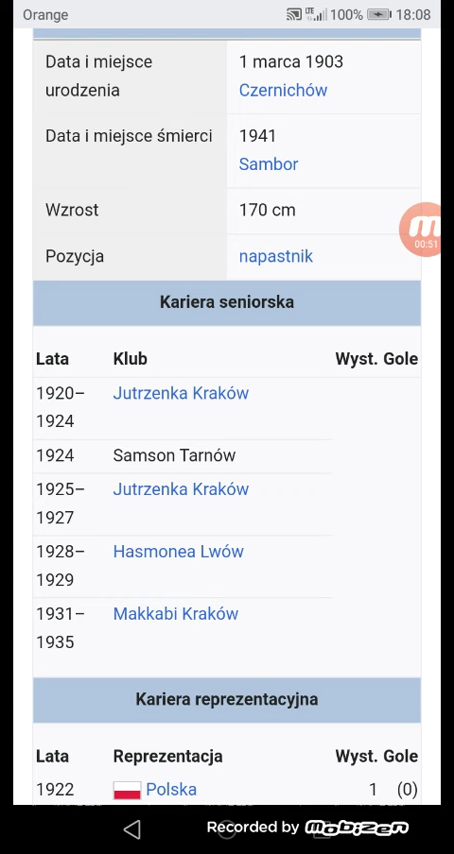 Orange LTE 100% 18:08
Data i miejsce 1 marca 1903
urodzenia Czernichów
Data i miejsce śmierci 1941
Sambor
Wzrost 170 cm
m
00:51
Pozycja napastnik
Kariera seniorska
Lata Klub Wyst. Gole
1920– Jutrzenka Kraków
1924
1924 Samson Tarnów
1925– Jutrzenka Kraków
1927
1928– Hasmonea Lwów
1929
1931– Makkabi Kraków
1935
Kariera reprezentacyjna
Lata Reprezentacja Wyst. Gole
1922 Polska 1 (0)
Recorded by mobizen